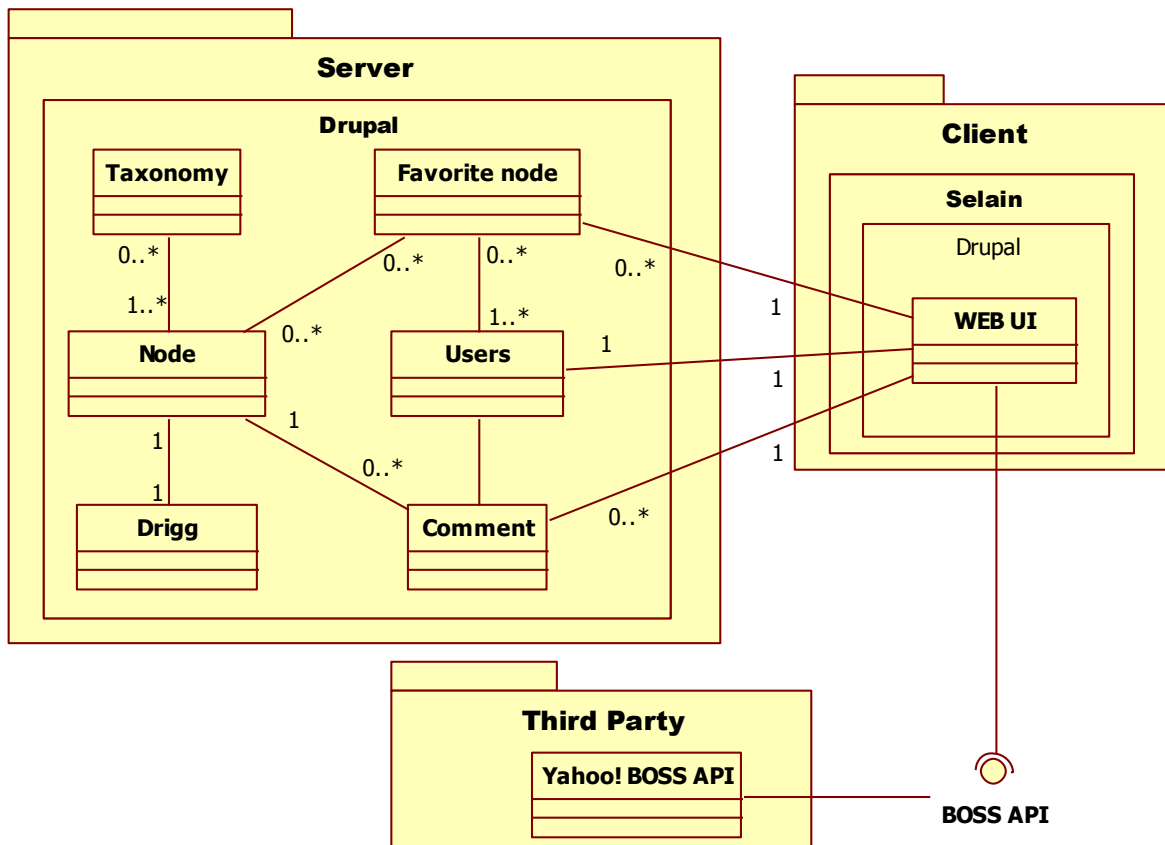 Server
Drupal
Taxonomy
Favorite node
0..*
0..*
0..*
1..*
0..*
1..*
Node
Users
1
1
0..*
1
0..*
Drigg
Comment
0..*
1
1
1
1
0..*
Client
Selain
Drupal
WEB UI
Third Party
Yahoo! BOSS API
BOSS API